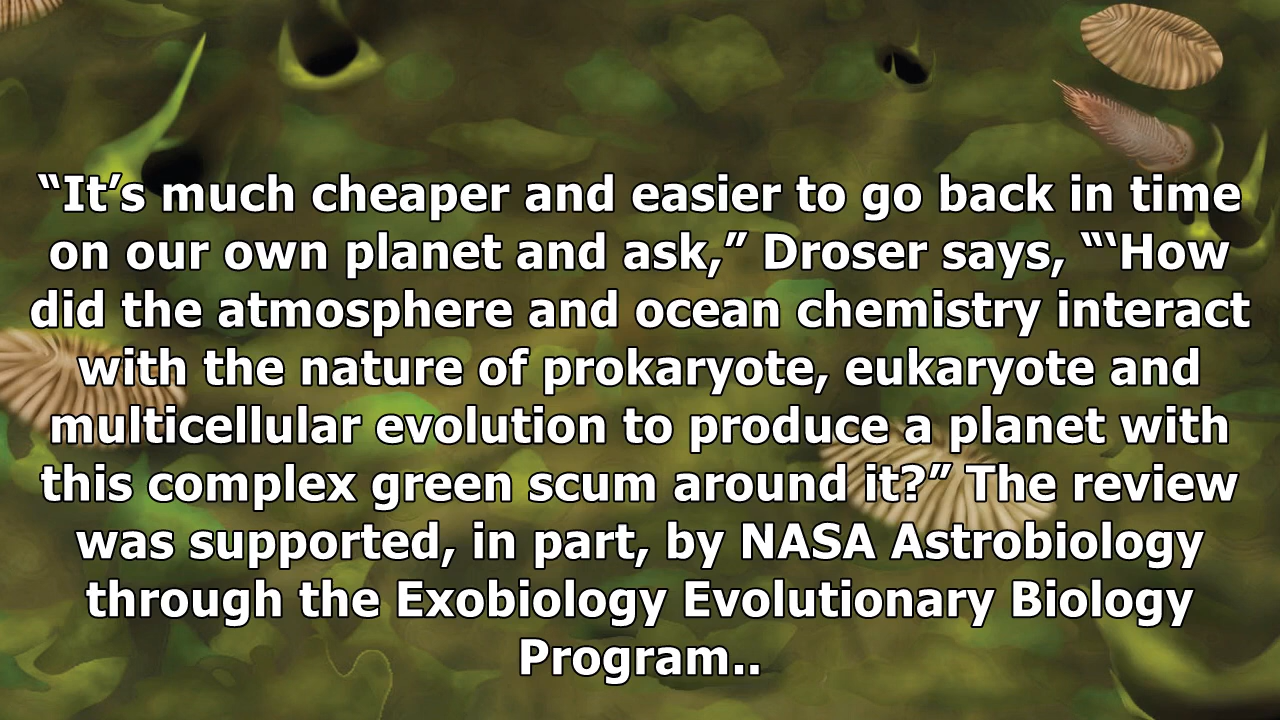 “It’s much cheaper and easier to go back in time
on our own planet and ask,” Droser says, “‘How
did the atmosphere and ocean chemistry interact
with the nature of prokaryote, eukaryote and
multicellular evolution to produce a planet with
this complex green scum around it?” The review
was supported, in part, by NASA Astrobiology
through the Exobiology Evolutionary Biology
Program..